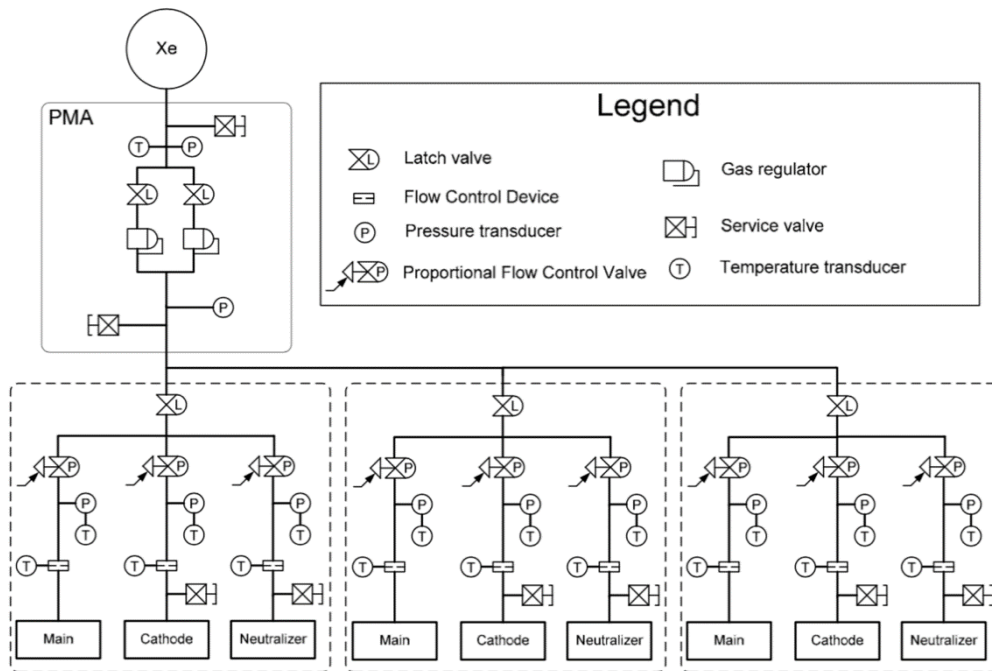 Xe
PMA
Legend
T P
L Latch valve
L L
Flow Control Device
P Pressure transducer
P Proportional Flow Control Valve
Gas regulator
Service valve
T Temperature transducer
P
L L L
P P P P P P P P P
P P P P P P P P P
T T T T T T T T T
T T T T T T T T T
Main Cathode Neutralizer Main Cathode Neutralizer Main Cathode Neutralizer